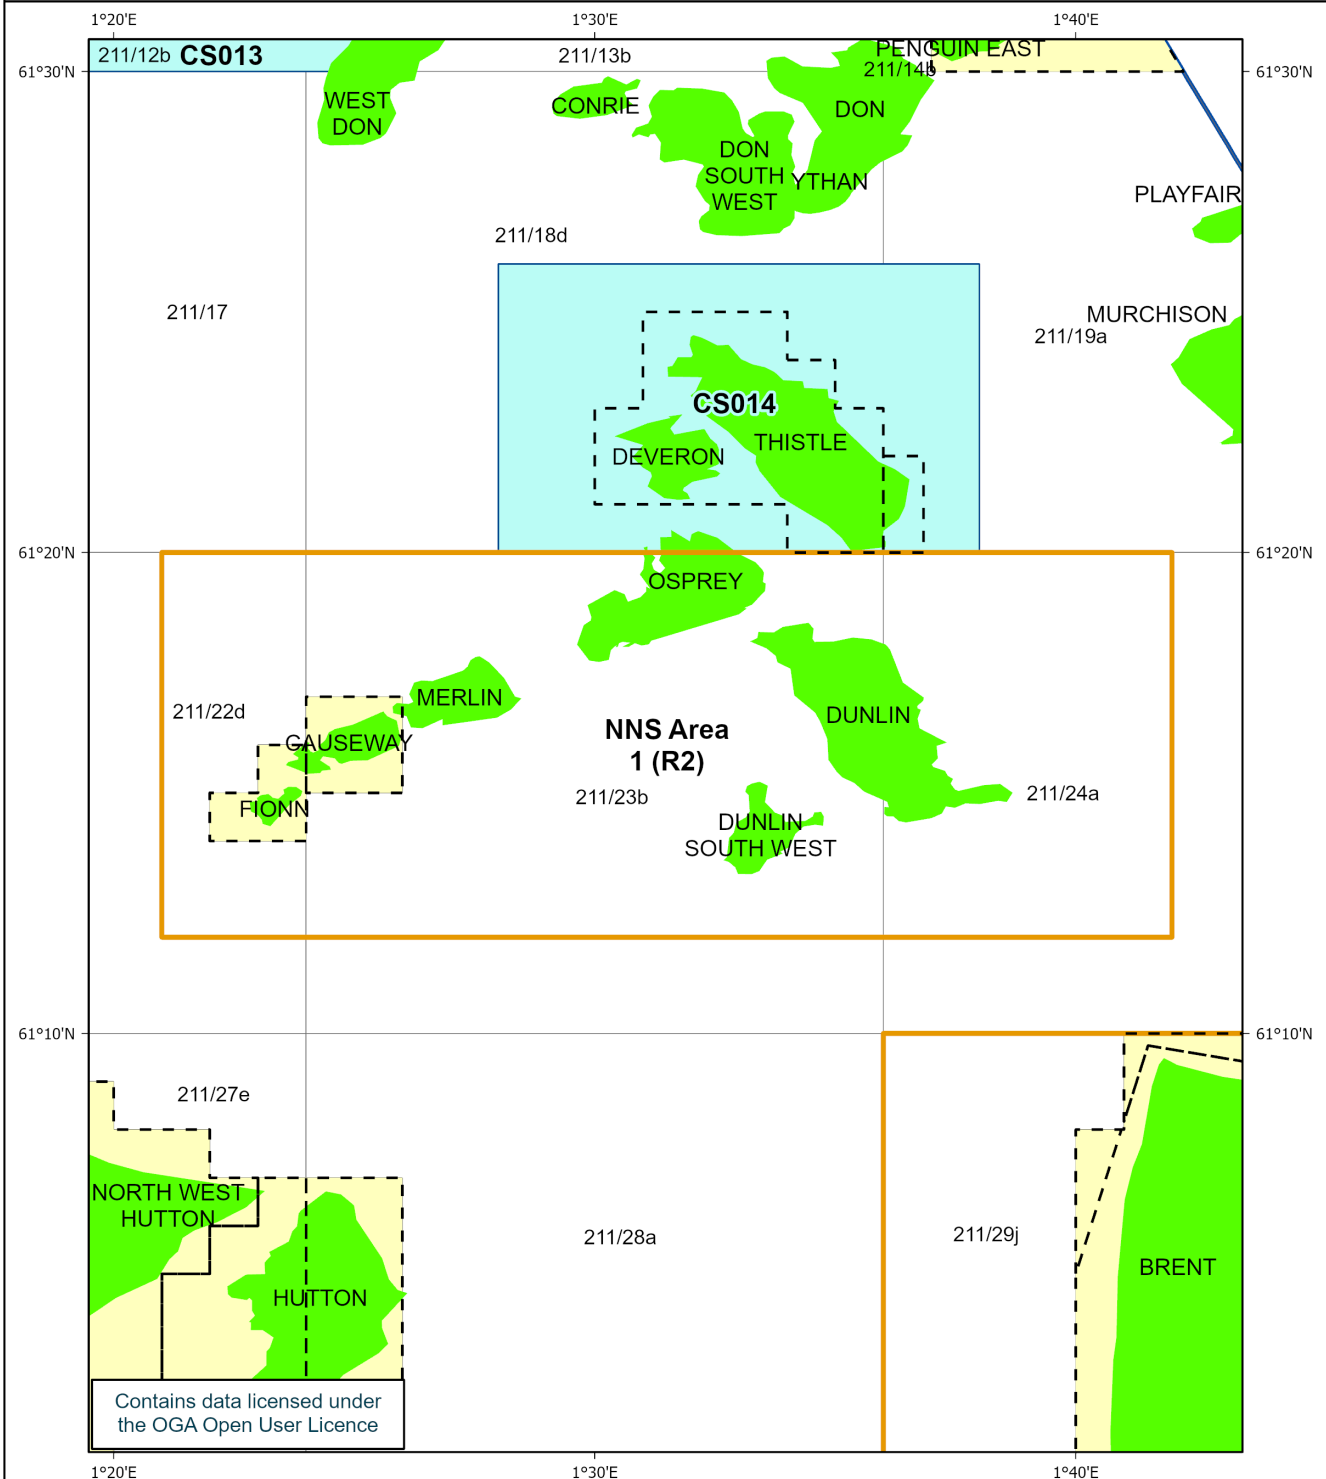 1°20'E
1°30'E
1°40'E
211/12b CS013
211/13b
PENGUIN EAST
61°30'N
211/14b
61°30'N
WEST
DON
CONRIE
DON
DON
SOUTH
WEST
YTHAN
PLAYFAIR
211/18d
211/17
MURCHISON
211/19a
CS014
THISTLE
DEVERON
61°20'N
61°20'N
OSPREY
MERLIN
211/22d
DUNLIN
NNS Area
1 (R2)
CAUSEWAY
211/23b
211/24a
FIONN
DUNLIN
SOUTH WEST
61°10'N
61°10'N
211/27e
NORTH WEST
HUTTON
211/28a
211/29j
BRENT
HUTTON
Contains data licensed under
the OGA Open User Licence
1°20'E
1°30'E
1°40'E